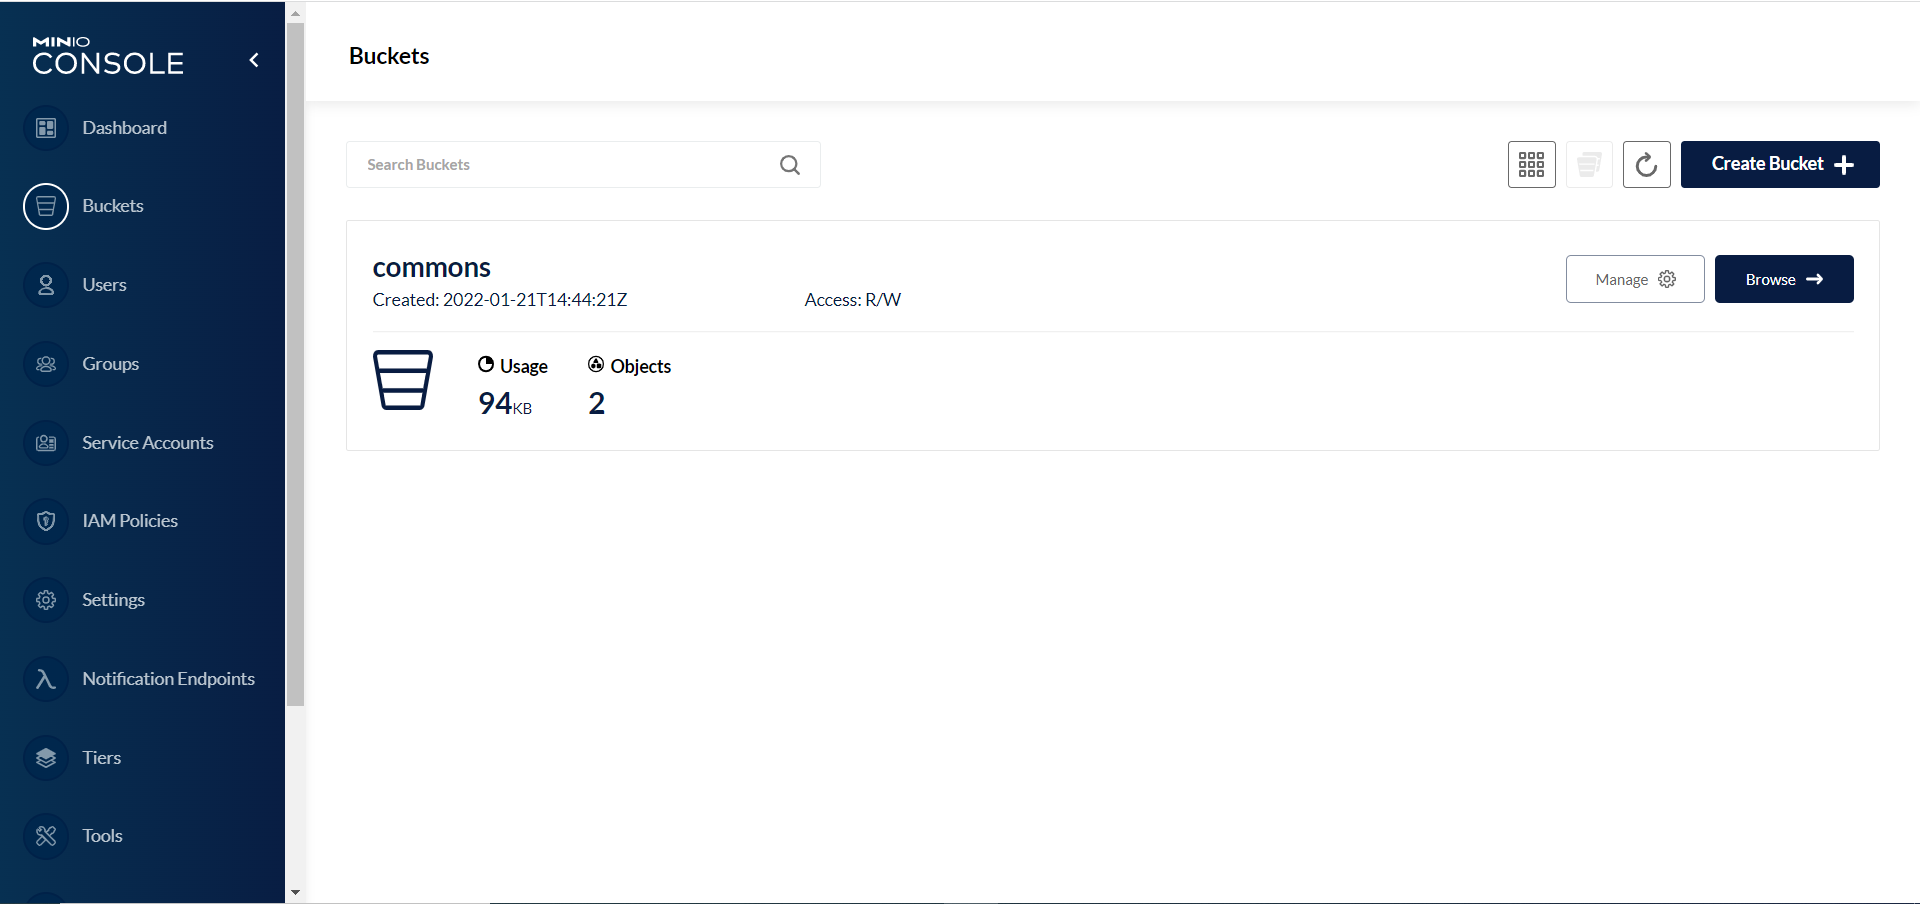 MINIO
CONSOLE
Dashboard
Buckets
Users
Groups
Service Accounts
IAM Policies
Settings
Notification Endpoints
Tiers
Tools
Buckets
Search Buckets
Create Bucket
commons
Created: 2022-01-21T14:44:21Z
Access: R/W
Manage
Browse
Usage
94KB
Objects
2